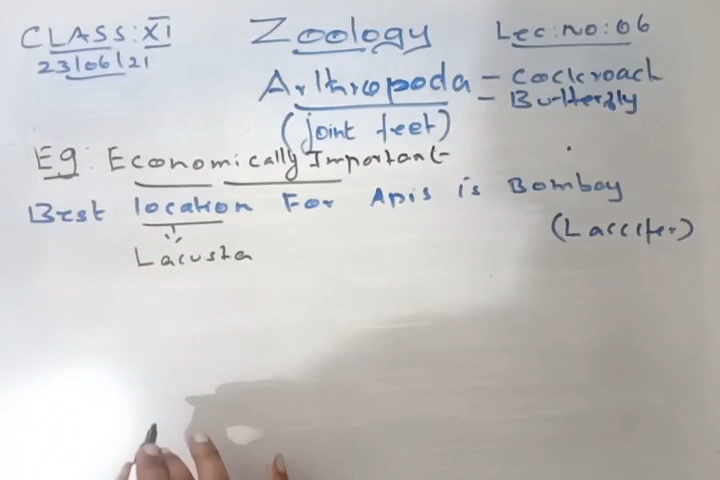 CLASS: XI Zoology Lec: no: 06
23/06/21
Arthropoda - cockroach
- Butterfly
(joint feet)
Eg: Economically Important
Best location For Apis is Bombay
(Laccifer)
Lacusta